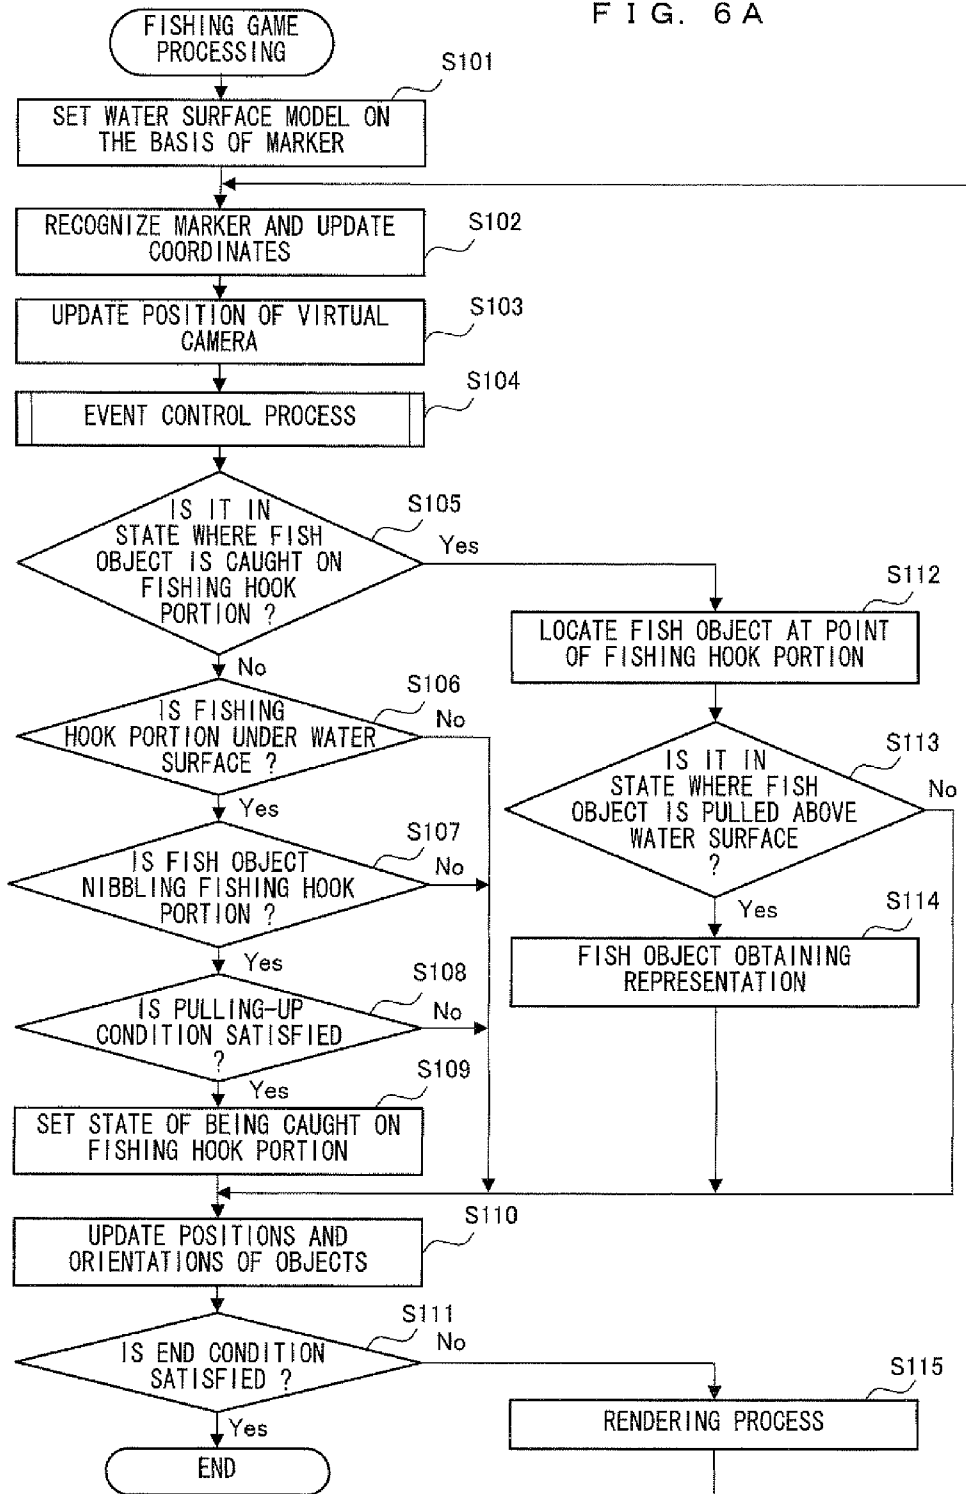 FIG. 6A
FISHING GAME
PROCESSING
S101
SET WATER SURFACE MODEL ON
THE BASIS OF MARKER
S102
RECOGNIZE MARKER AND UPDATE
COORDINATES
S103
UPDATE POSITION OF VIRTUAL
CAMERA
S104
EVENT CONTROL PROCESS
S105
IS IT IN
STATE WHERE FISH
OBJECT IS CAUGHT ON
FISHING HOOK
PORTION ?
Yes
No
S106
IS FISHING
HOOK PORTION UNDER WATER
SURFACE ?
No
Yes
S107
IS FISH OBJECT
NIBBLING FISHING HOOK
PORTION ?
No
Yes
S108
IS PULLING-UP
CONDITION SATISFIED
?
No
Yes
S109
SET STATE OF BEING CAUGHT ON
FISHING HOOK PORTION
S112
LOCATE FISH OBJECT AT POINT
OF FISHING HOOK PORTION
S113
IS IT IN
STATE WHERE FISH
OBJECT IS PULLED ABOVE
WATER SURFACE
?
No
Yes
S114
FISH OBJECT OBTAINING
REPRESENTATION
S110
UPDATE POSITIONS AND
ORIENTATIONS OF OBJECTS
S111
IS END CONDITION
SATISFIED ?
No
Yes
END
S115
RENDERING PROCESS